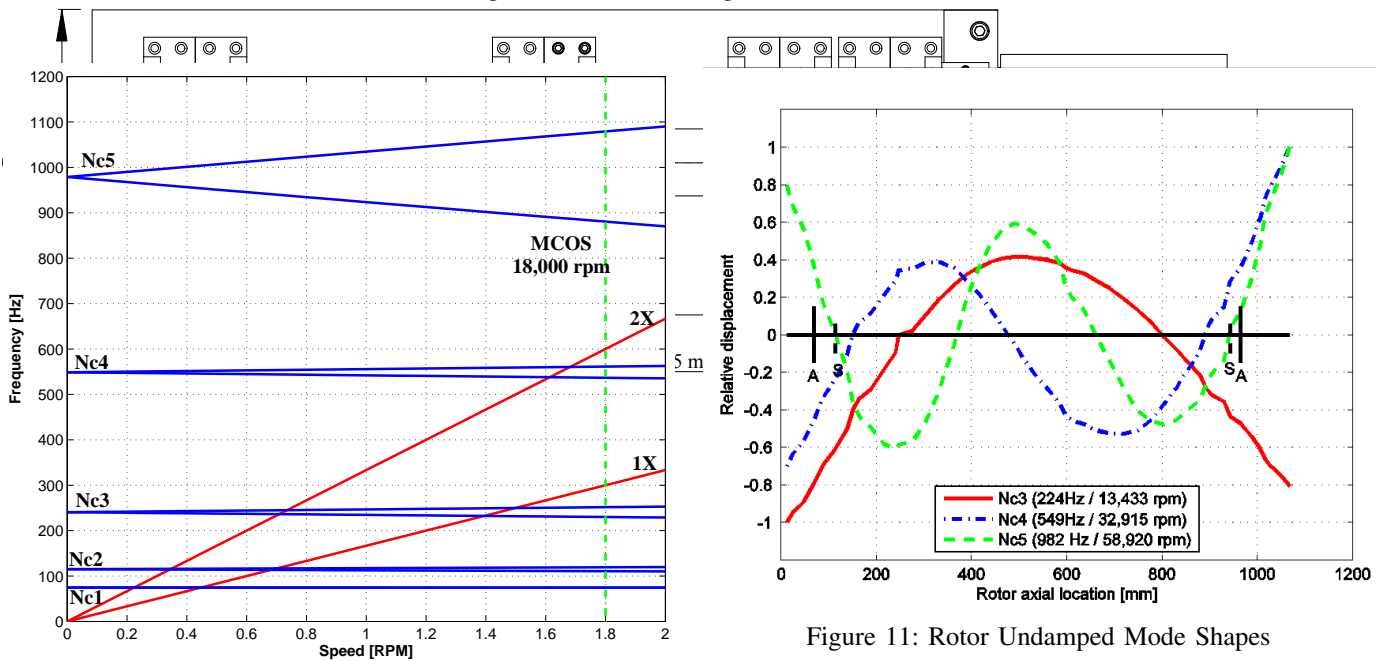 1200
1100
1000
900
800
700
600
500
400
300
200
100
0
Frequency [Hz]
Nc5
MCOS
18,000 rpm
2X
Nc4
1X
Nc3
Nc2
Nc1
0 0.2 0.4 0.6 0.8 1 1.2 1.4 1.6 1.8 2
Speed [RPM]
5 m
1
0.8
0.6
0.4
0.2
0
-0.2
-0.4
-0.6
-0.8
-1
Relative displacement
A S S A
Nc3 (224Hz / 13,433 rpm)
Nc4 (549Hz / 32,915 rpm)
Nc5 (982 Hz / 58,920 rpm)
0 200 400 600 800 1000 1200
Rotor axial location [mm]
Figure 11: Rotor Undamped Mode Shapes